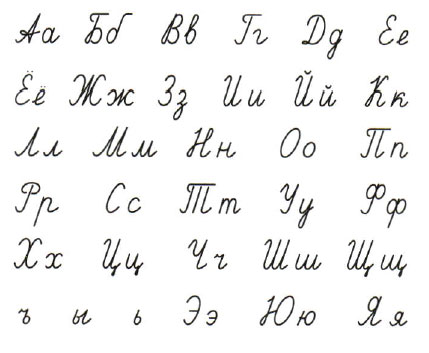 Аа Бб Вв Гг Дд Ее
Ёё Жж Зз Ии Йй Кк
Лл Мм Нн Оо Пп
Рр Сс Тт Уу Фф
Хх Цц Чч Шш Щщ
ъ ы ь Ээ Юю Яя